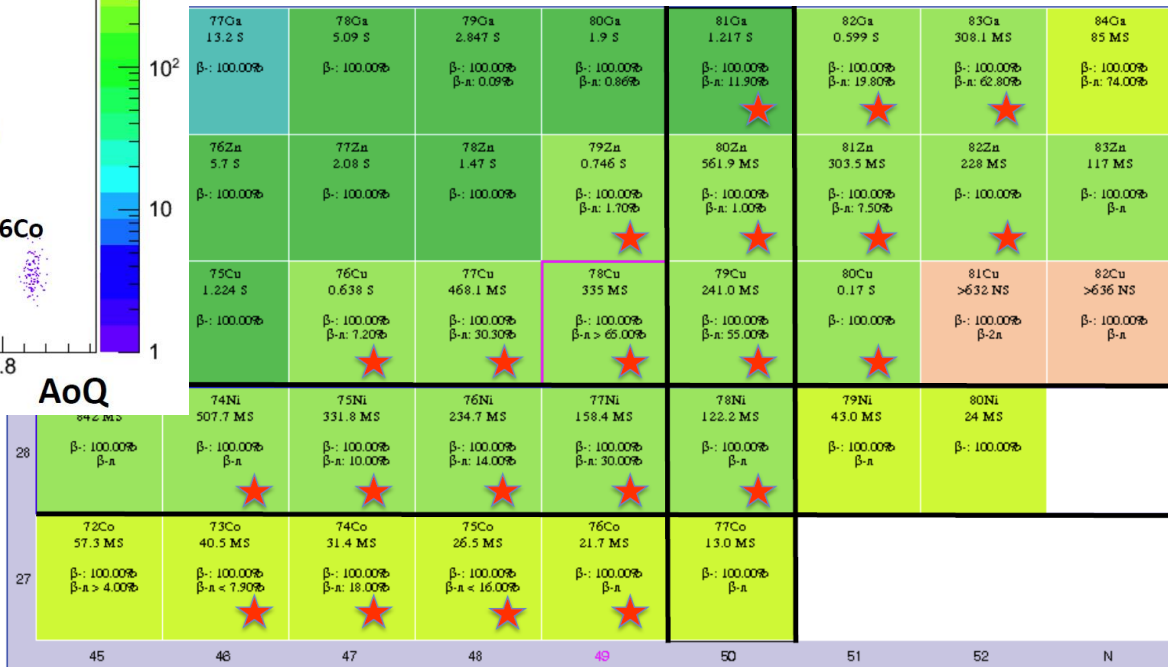 10²
10
1
6Co
.8
AoQ
77Ga
13.2 S
β-: 100.00%
78Ga
5.09 S
β-: 100.00%
79Ga
2.847 S
β-: 100.00%
β-n: 0.09%
80Ga
1.9 S
β-: 100.00%
β-n: 0.86%
81Ga
1.217 S
β-: 100.00%
β-n: 11.90%
82Ga
0.599 S
β-: 100.00%
β-n: 19.80%
83Ga
308.1 MS
β-: 100.00%
β-n: 62.80%
84Ga
85 MS
β-: 100.00%
β-n: 74.00%
76Zn
5.7 S
β-: 100.00%
77Zn
2.08 S
β-: 100.00%
78Zn
1.47 S
β-: 100.00%
79Zn
0.746 S
β-: 100.00%
β-n: 1.70%
80Zn
561.9 MS
β-: 100.00%
β-n: 1.00%
81Zn
303.5 MS
β-: 100.00%
β-n: 7.50%
82Zn
228 MS
β-: 100.00%
83Zn
117 MS
β-: 100.00%
β-n
75Cu
1.224 S
β-: 100.00%
76Cu
0.638 S
β-: 100.00%
β-n: 7.20%
77Cu
468.1 MS
β-: 100.00%
β-n: 30.30%
78Cu
335 MS
β-: 100.00%
β-n > 65.00%
79Cu
241.0 MS
β-: 100.00%
β-n: 55.00%
80Cu
0.17 S
β-: 100.00%
81Cu
>632 NS
β-: 100.00%
β-2n
82Cu
>636 NS
β-: 100.00%
β-n
28
842 MS
β-: 100.00%
β-n
74Ni
507.7 MS
β-: 100.00%
β-n
75Ni
331.8 MS
β-: 100.00%
β-n: 10.00%
76Ni
234.7 MS
β-: 100.00%
β-n: 14.00%
77Ni
158.4 MS
β-: 100.00%
β-n: 30.00%
78Ni
122.2 MS
β-: 100.00%
β-n
79Ni
43.0 MS
β-: 100.00%
β-n
80Ni
24 MS
β-: 100.00%
27
72Co
57.3 MS
β-: 100.00%
β-n > 4.00%
73Co
40.5 MS
β-: 100.00%
β-n < 7.90%
74Co
31.4 MS
β-: 100.00%
β-n: 18.00%
75Co
26.5 MS
β-: 100.00%
β-n < 16.00%
76Co
21.7 MS
β-: 100.00%
β-n
77Co
13.0 MS
β-: 100.00%
β-n
45 46 47 48 49 50 51 52 N